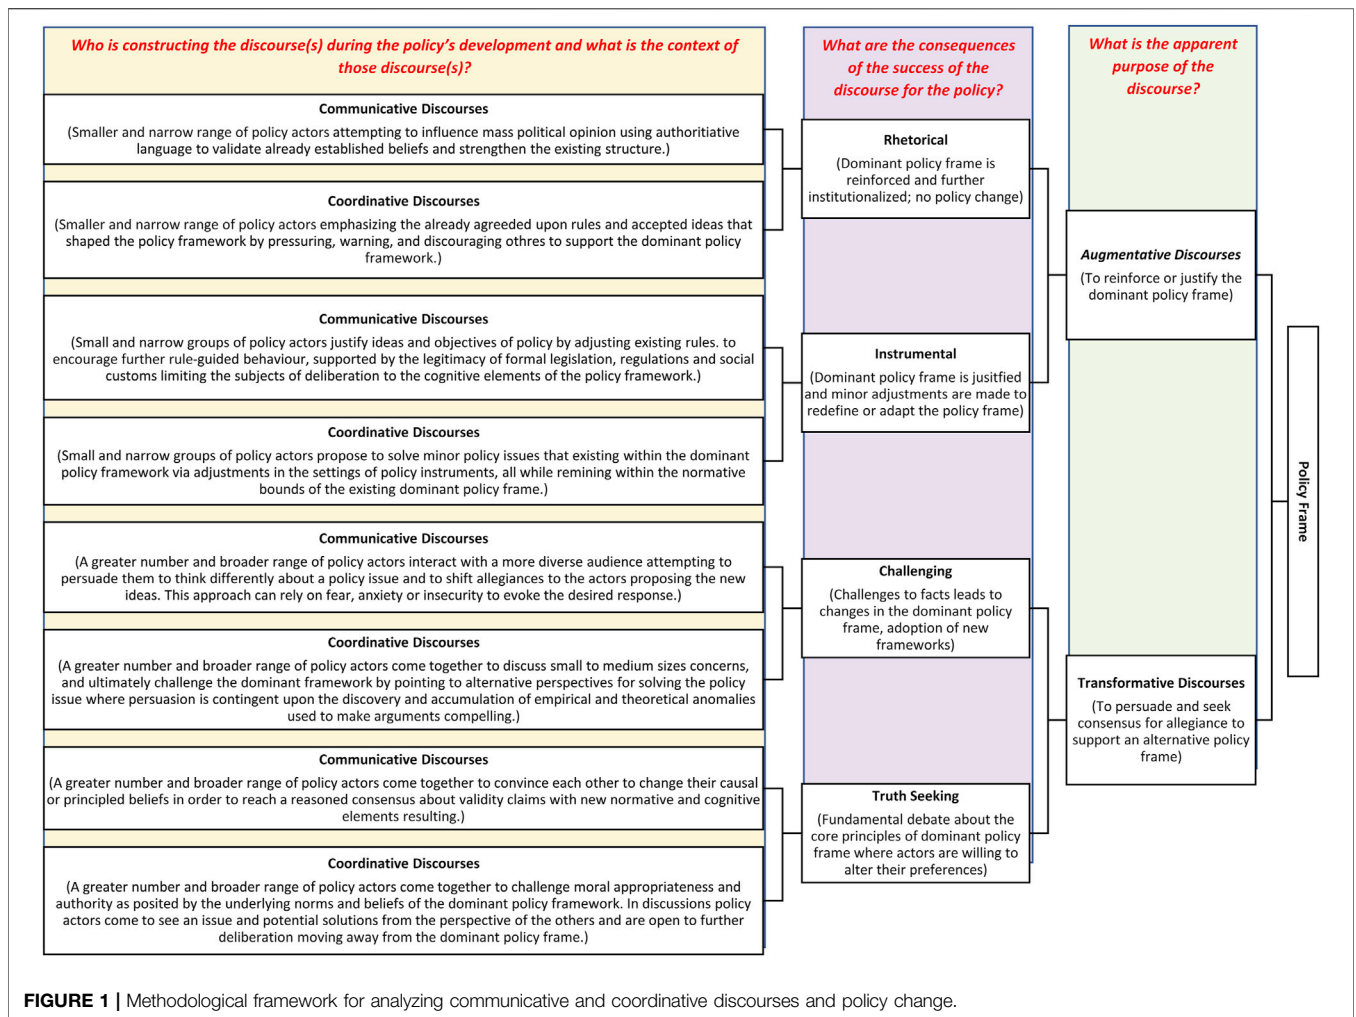 Who is constructing the discourse(s) during the policy's development and what is the context of
those discourse(s)?
Communicative Discourses
(Smaller and narrow range of policy actors attempting to influence mass political opinion using authoritiative
language to validate already established beliefs and strengthen the existing structure.)
Coordinative Discourses
(Smaller and narrow range of policy actors emphasizing the already agreeded upon rules and accepted ideas that
shaped the policy framework by pressuring, warning, and discouraging othres to support the dominant policy
framework.)
Communicative Discourses
(Small and narrow groups of policy actors justify ideas and objectives of policy by adjusting existing rules. to
encourage further rule-guided behaviour, supported by the legitimacy of formal legislation, regulations and social
customs limiting the subjects of deliberation to the cognitive elements of the policy framework.)
Coordinative Discourses
(Small and narrow groups of policy actors propose to solve minor policy issues that existing within the dominant
policy framework via adjustments in the settings of policy instruments, all while remining within the normative
bounds of the existing dominant policy frame.)
Communicative Discourses
(A greater number and broader range of policy actors interact with a more diverse audience attempting to
persuade them to think differently about a policy issue and to shift allegiances to the actors proposing the new
ideas. This approach can rely on fear, anxiety or insecurity to evoke the desired response.)
Coordinative Discourses
(A greater number and broader range of policy actors come together to discuss small to medium sizes concerns,
and ultimately challenge the dominant framework by pointing to alternative perspectives for solving the policy
issue where persuasion is contingent upon the discovery and accumulation of empirical and theoretical anomalies
used to make arguments compelling.)
Communicative Discourses
(A greater number and broader range of policy actors come together to convince each other to change their causal
or principled beliefs in order to reach a reasoned consensus about validity claims with new normative and cognitive
elements resulting.)
Coordinative Discourses
(A greater number and broader range of policy actors come together to challenge moral appropriateness and
authority as posited by the underlying norms and beliefs of the dominant policy framework. In discussions policy
actors come to see an issue and potential solutions from the perspective of the others and are open to further
deliberation moving away from the dominant policy frame.)
What are the consequences
of the success of the
discourse for the policy?
Rhetorical
(Dominant policy frame is
reinforced and further
institutionalized; no policy change)
Instrumental
(Dominant policy frame is jusitfied
and minor adjustments are made to
redefine or adapt the policy frame)
Challenging
(Challenges to facts leads to
changes in the dominant policy
frame, adoption of new
frameworks)
Truth Seeking
(Fundamental debate about the
core principles of dominant policy
frame where actors are willing to
alter their preferences)
What is the apparent
purpose of the
discourse?
Augmentative Discourses
(To reinforce or justify the
dominant policy frame)
Transformative Discourses
(To persuade and seek
consensus for allegiance to
support an alternative policy
frame)
Policy Frame
FIGURE 1 | Methodological framework for analyzing communicative and coordinative discourses and policy change.